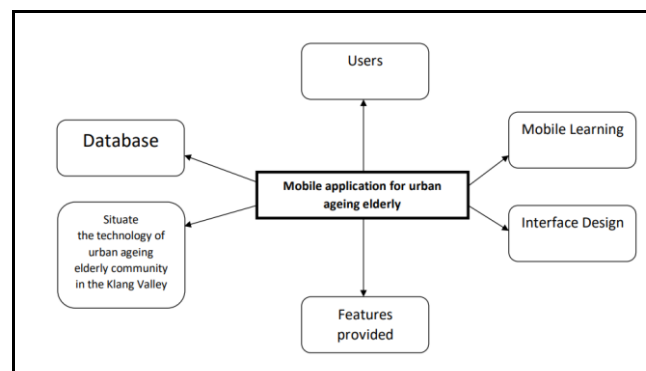 Users
Database
Mobile Learning
Mobile application for urban
ageing elderly
Situate
the technology of
urban ageing
elderly community
in the Klang Valley
Interface Design
Features
provided